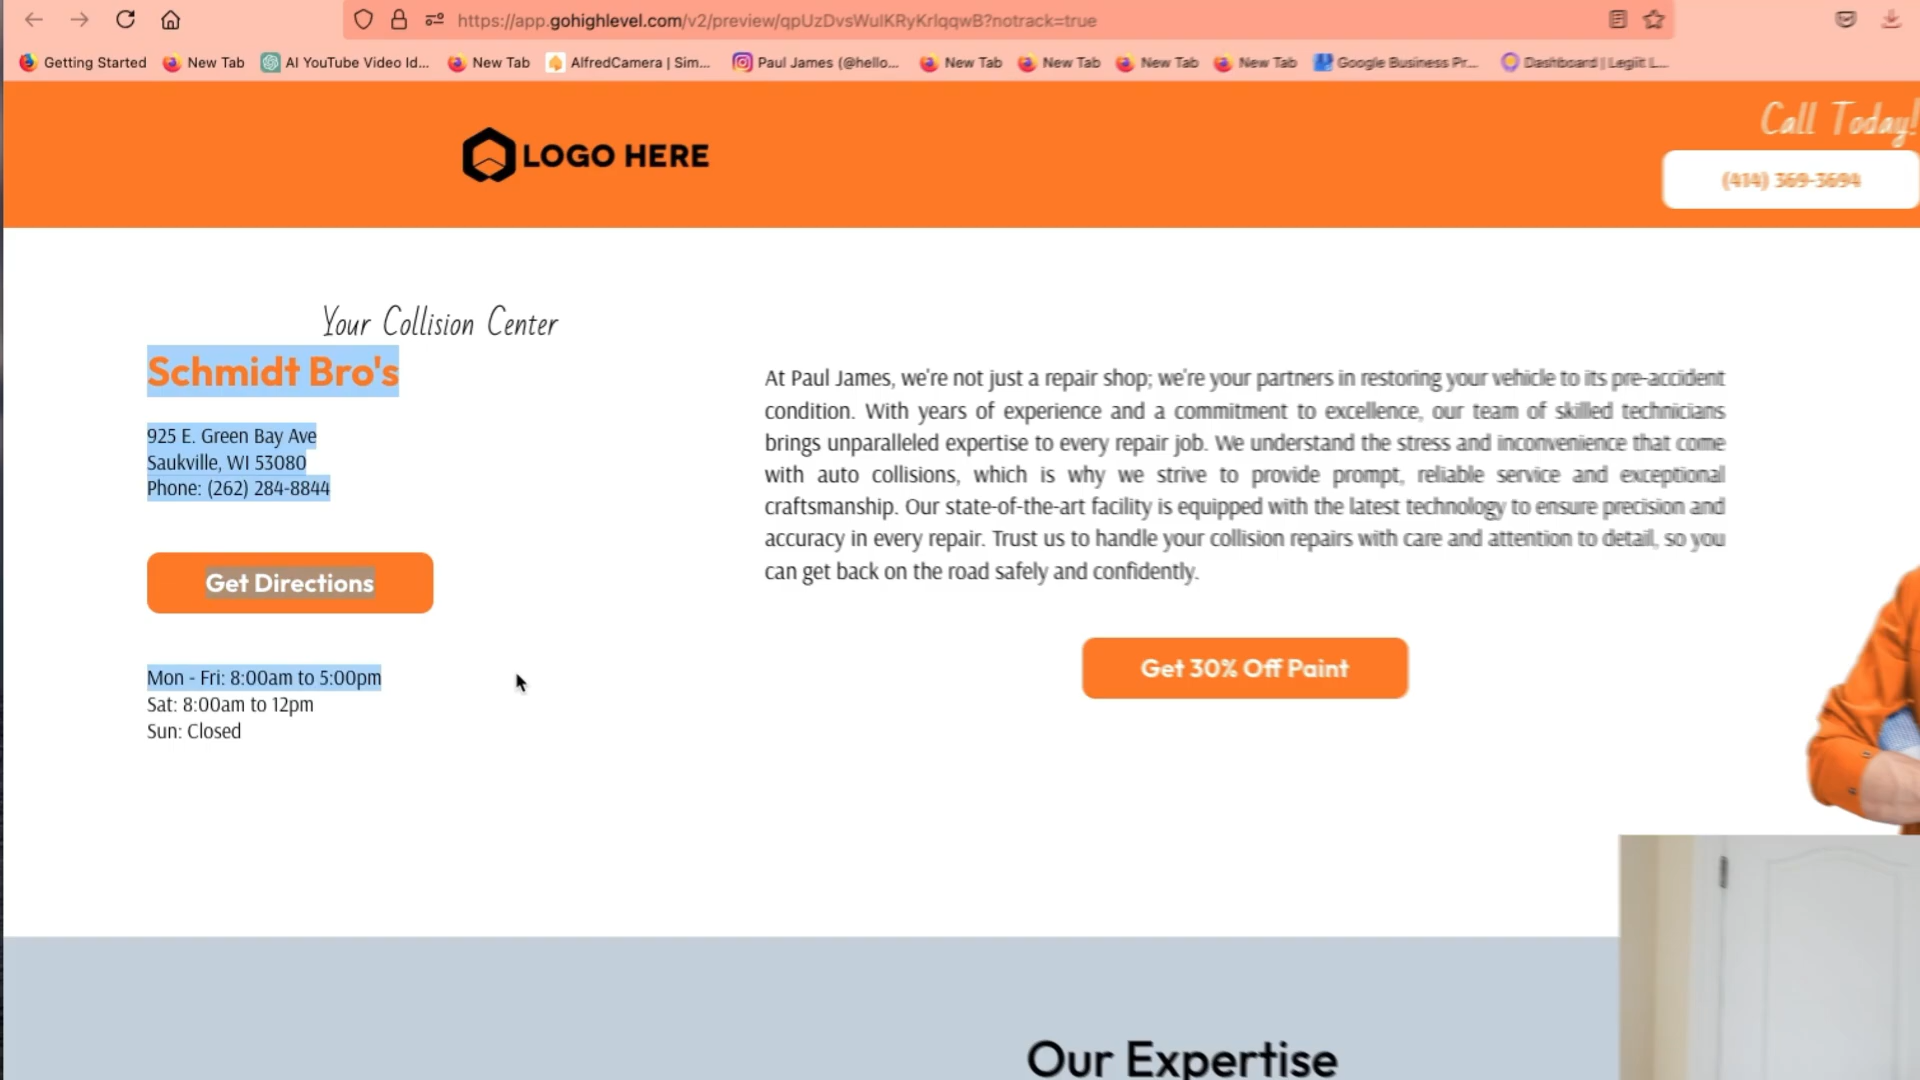 https://app.gohighlevel.com/v2/preview/qpUzDvsWulKRyKrlqqwB?notrack=true
Getting Started
New Tab
AI YouTube Video Id...
New Tab
AlfredCamera | Sim...
Paul James (@hello...
New Tab
New Tab
New Tab
New Tab
Google Business Pr...
Dashboard | Legiit L...
LOGO HERE
Call Today!
(414) 369-3694
Your Collision Center
Schmidt Bro's
925 E. Green Bay Ave
Saukville, WI 53080
Phone: (262) 284-8844
Get Directions
Mon - Fri: 8:00am to 5:00pm
Sat: 8:00am to 12pm
Sun: Closed
At Paul James, we're not just a repair shop; we're your partners in restoring your vehicle to its pre-accident
condition. With years of experience and a commitment to excellence, our team of skilled technicians
brings unparalleled expertise to every repair job. We understand the stress and inconvenience that come
with auto collisions, which is why we strive to provide prompt, reliable service and exceptional
craftsmanship. Our state-of-the-art facility is equipped with the latest technology to ensure precision and
accuracy in every repair. Trust us to handle your collision repairs with care and attention to detail, so you
can get back on the road safely and confidently.
Get 30% Off Paint
Our Expertise